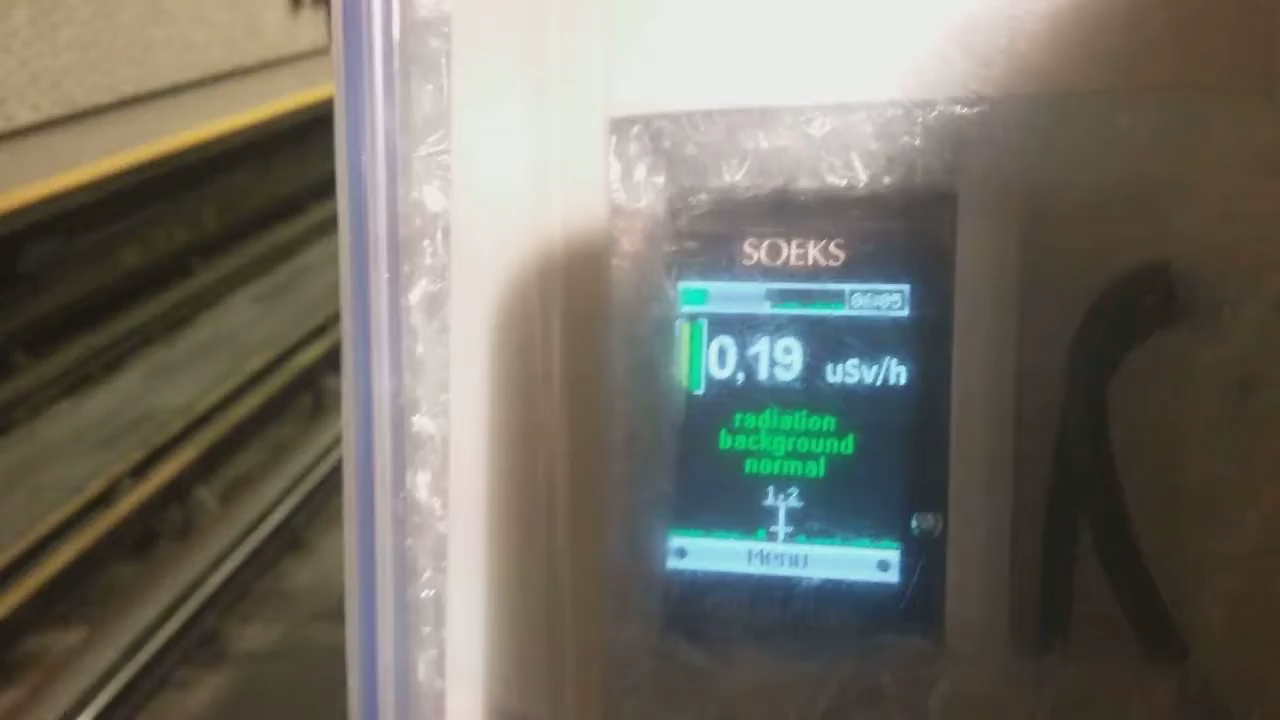 SOEKS
0,19 uSv/h
radiation
background
normal
1,2
Menu